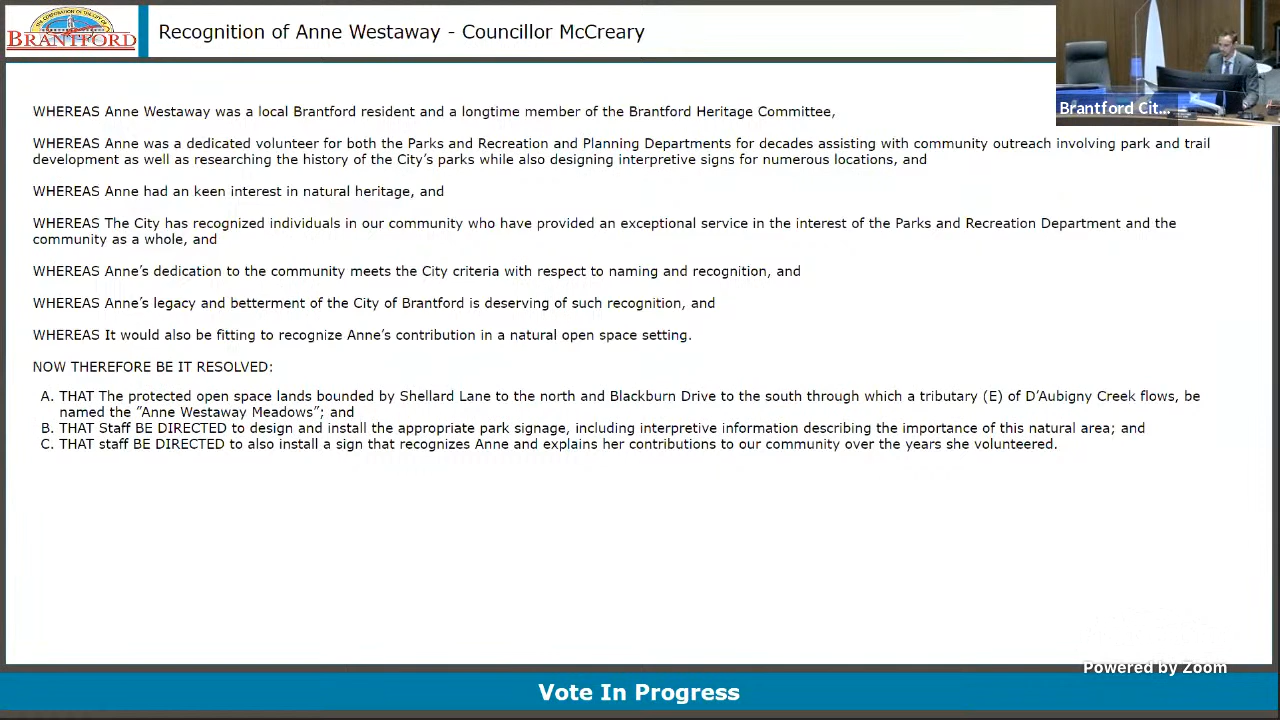 THE CORPORATION OF THE CITY OF
BRANTFORD
Recognition of Anne Westaway - Councillor McCreary
Brantford Cit...
WHEREAS Anne Westaway was a local Brantford resident and a longtime member of the Brantford Heritage Committee,
WHEREAS Anne was a dedicated volunteer for both the Parks and Recreation and Planning Departments for decades assisting with community outreach involving park and trail
development as well as researching the history of the City's parks while also designing interpretive signs for numerous locations, and
WHEREAS Anne had an keen interest in natural heritage, and
WHEREAS The City has recognized individuals in our community who have provided an exceptional service in the interest of the Parks and Recreation Department and the
community as a whole, and
WHEREAS Anne's dedication to the community meets the City criteria with respect to naming and recognition, and
WHEREAS Anne's legacy and betterment of the City of Brantford is deserving of such recognition, and
WHEREAS It would also be fitting to recognize Anne's contribution in a natural open space setting.
NOW THEREFORE BE IT RESOLVED:
A. THAT The protected open space lands bounded by Shellard Lane to the north and Blackburn Drive to the south through which a tributary (E) of D'Aubigny Creek flows, be
named the "Anne Westaway Meadows"; and
B. THAT Staff BE DIRECTED to design and install the appropriate park signage, including interpretive information describing the importance of this natural area; and
C. THAT staff BE DIRECTED to also install a sign that recognizes Anne and explains her contributions to our community over the years she volunteered.
Powered by Zoom
Vote In Progress